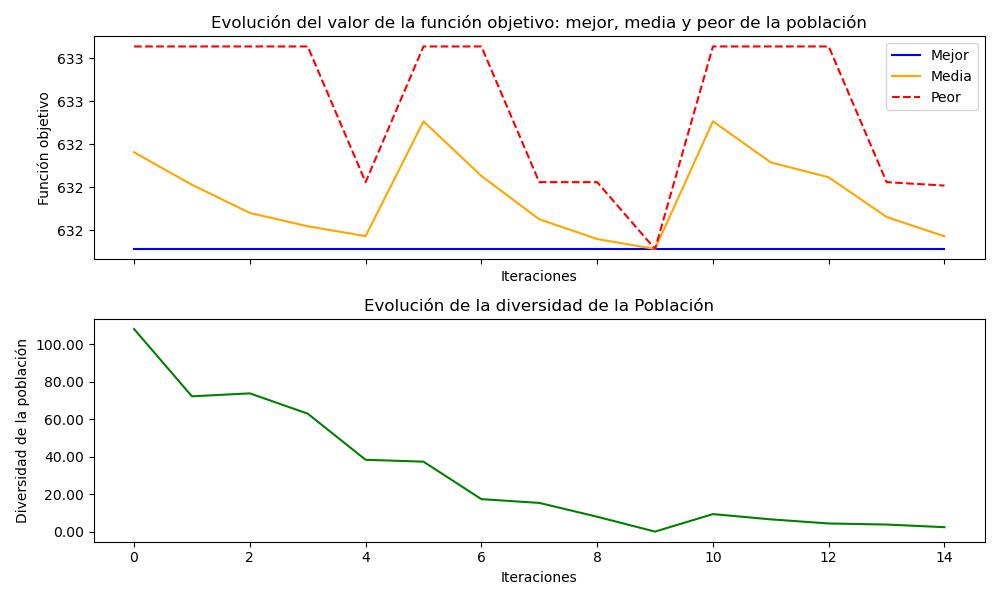 Evolución del valor de la función objetivo: mejor, media y peor de la población
Función objetivo
633
633
632
632
632
Mejor
Media
Peor
Iteraciones
Evolución de la diversidad de la Población
Diversidad de la población
100.00
80.00
60.00
40.00
20.00
0.00
0 2 4 6 8 10 12 14
Iteraciones